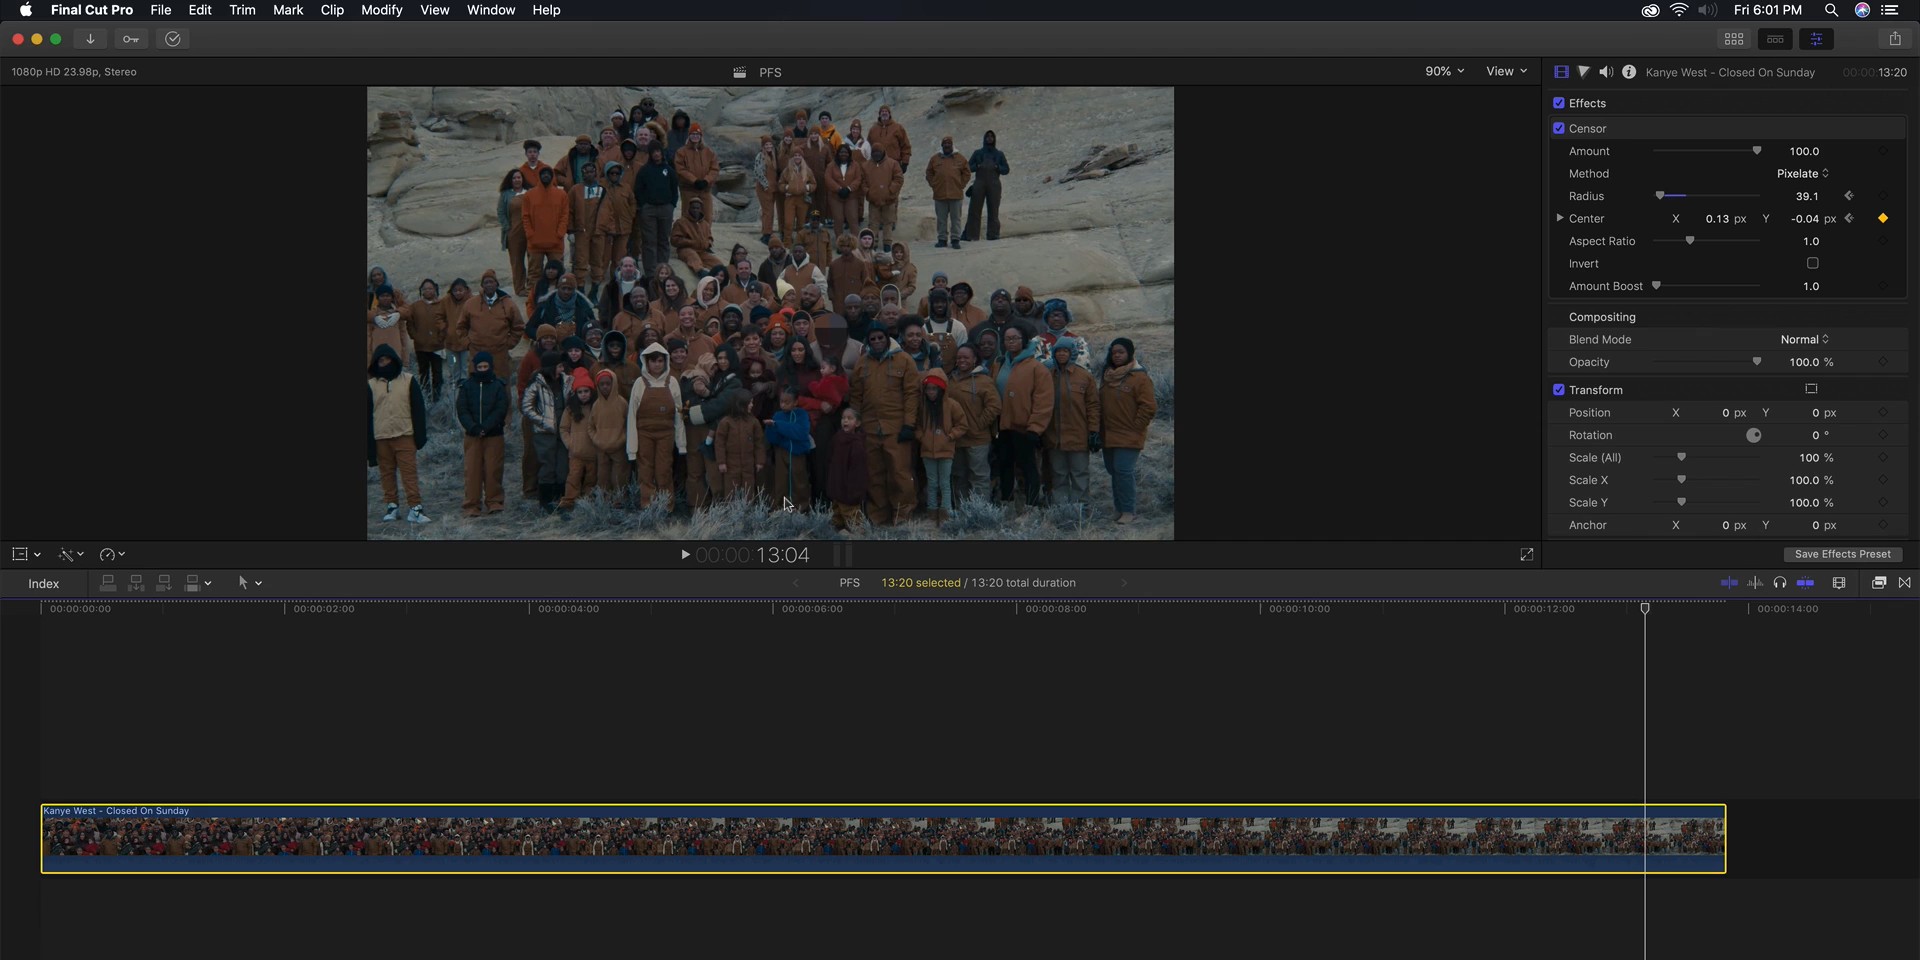 Final Cut Pro File Edit Trim Mark Clip Modify View Window Help Fri 6:01 PM
1080p HD 23.98p, Stereo PFS 90% View Kanye West - Closed On Sunday 00:00:13:20
Effects
Censor
Amount 100.0
Method Pixelate
Radius 39.1
Center X 0.13 px Y -0.04 px
Aspect Ratio 1.0
Invert
Amount Boost 1.0
Compositing
Blend Mode Normal
Opacity 100.0 %
Transform
Position X 0 px Y 0 px
Rotation 0 °
Scale (All) 100 %
Scale X 100.0 %
Scale Y 100.0 %
Anchor X 0 px Y 0 px
00:00:13:04 Save Effects Preset
Index PFS 13:20 selected / 13:20 total duration
00:00:00:00 00:00:02:00 00:00:04:00 00:00:06:00 00:00:08:00 00:00:10:00 00:00:12:00 00:00:14:00
Kanye West - Closed On Sunday